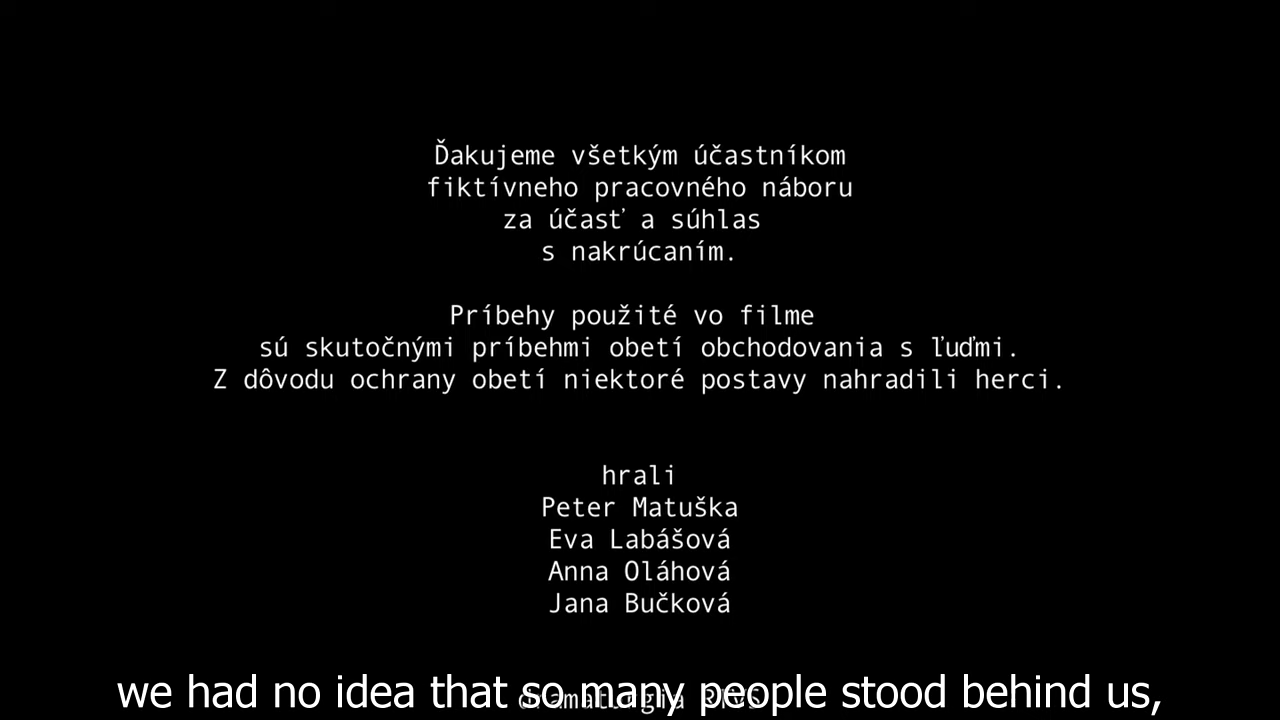 Ďakujeme všetkým účastníkom
fiktívneho pracovného náboru
za účasť a súhlas
s nakrúcaním.
Príbehy použité vo filme
sú skutočnými príbehmi obetí obchodovania s ľuďmi.
Z dôvodu ochrany obetí niektoré postavy nahradili herci.
hrali
Peter Matuška
Eva Labášová
Anna Oláhová
Jana Bučková
we had no idea that so many people stood behind us,